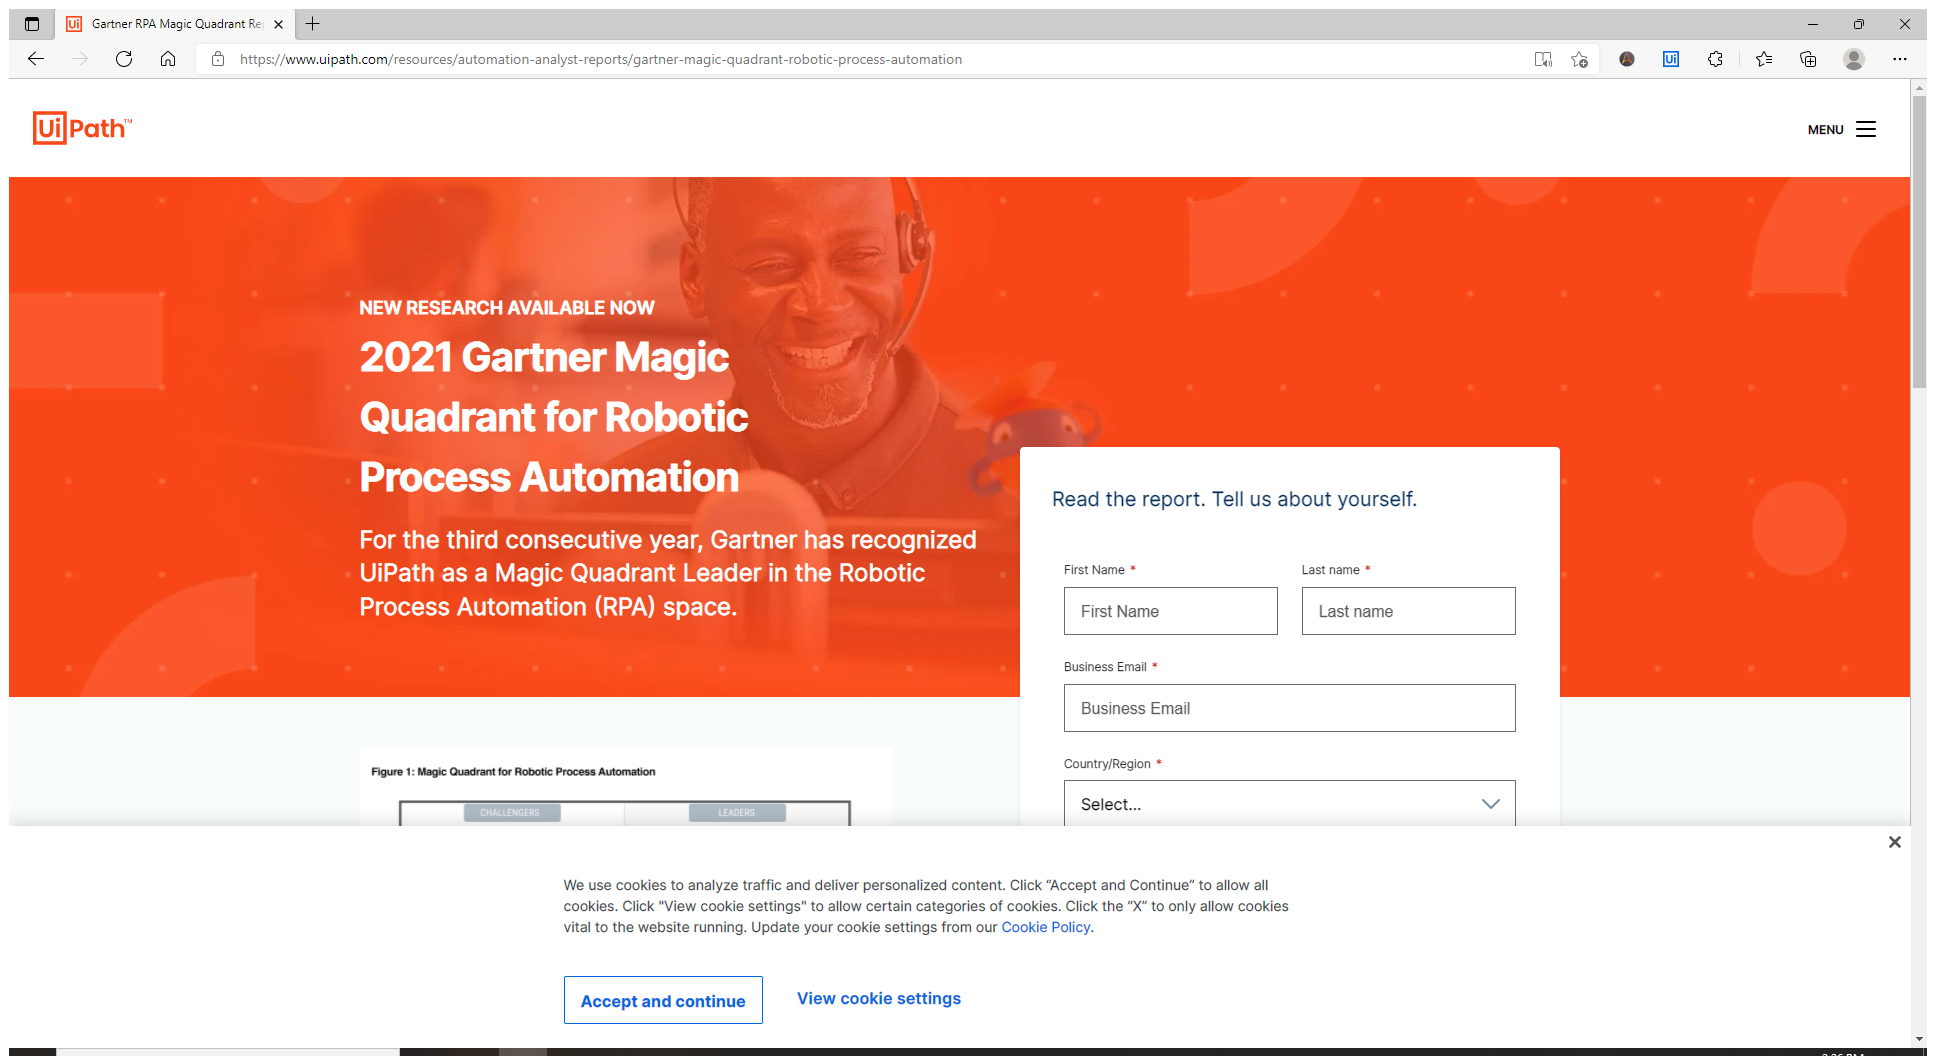 Gartner RPA Magic Quadrant Re
https://www.uipath.com/resources/automation-analyst-reports/gartner-magic-quadrant-robotic-process-automation
Ui
Ui Path™
MENU
NEW RESEARCH AVAILABLE NOW
2021 Gartner Magic
Quadrant for Robotic
Process Automation
For the third consecutive year, Gartner has recognized
UiPath as a Magic Quadrant Leader in the Robotic
Process Automation (RPA) space.
Read the report. Tell us about yourself.
First Name * Last name *
First Name Last name
Business Email *
Business Email
Country/Region *
Select...
Figure 1: Magic Quadrant for Robotic Process Automation
CHALLENGERS LEADERS
We use cookies to analyze traffic and deliver personalized content. Click “Accept and Continue” to allow all
cookies. Click "View cookie settings" to allow certain categories of cookies. Click the “X” to only allow cookies
vital to the website running. Update your cookie settings from our Cookie Policy.
Accept and continue View cookie settings